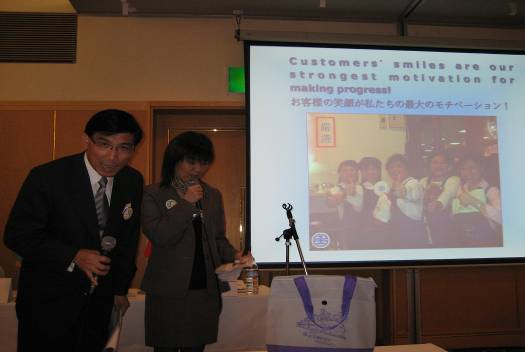 Customers' smiles are our
strongest motivation for
making progress!
お客様の笑顔が私たちの最大のモチベーション！